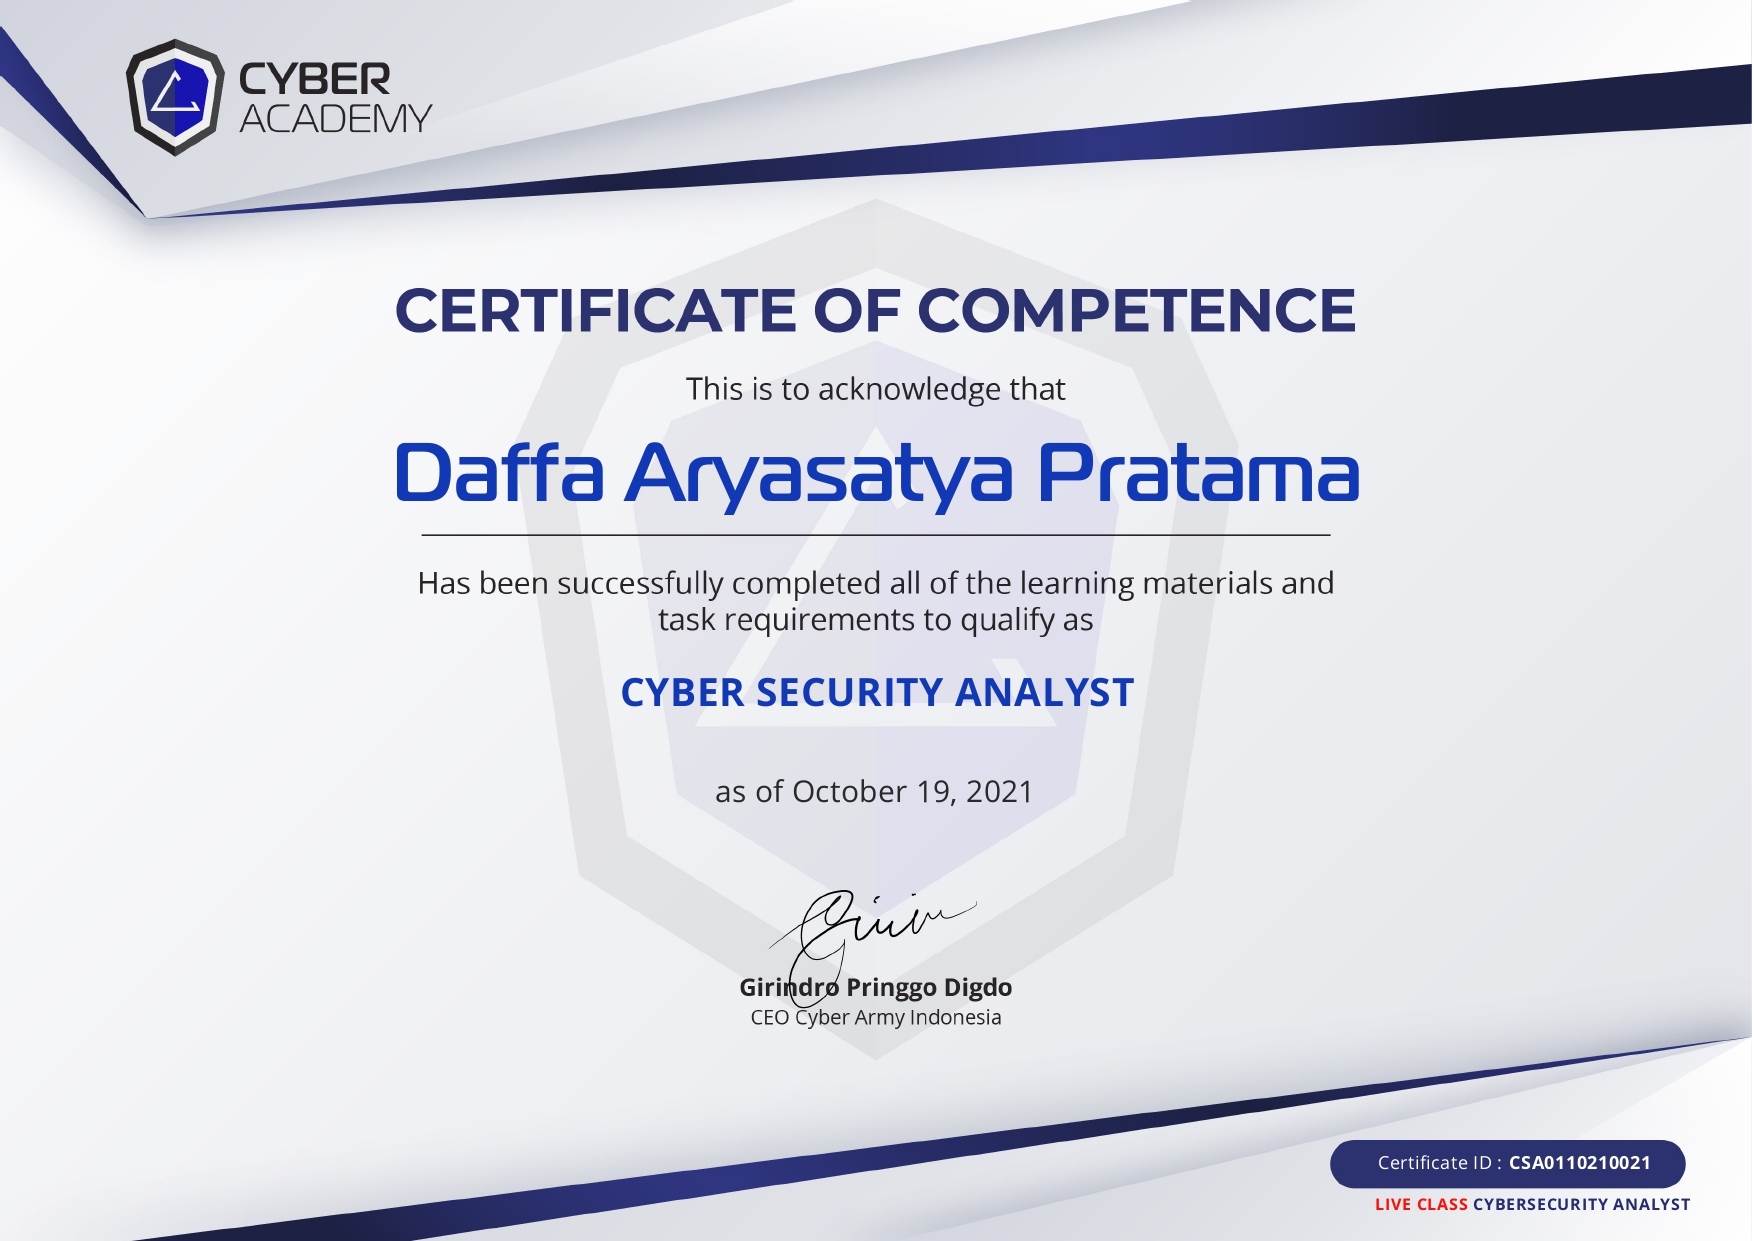 CYBER
ACADEMY
CERTIFICATE OF COMPETENCE
This is to acknowledge that
Daffa Aryasatya Pratama
Has been successfully completed all of the learning materials and
task requirements to qualify as
CYBER SECURITY ANALYST
as of October 19, 2021
Girindro Pringgo Digdo
CEO Cyber Army Indonesia
Certificate ID : CSA0110210021
LIVE CLASS CYBERSECURITY ANALYST